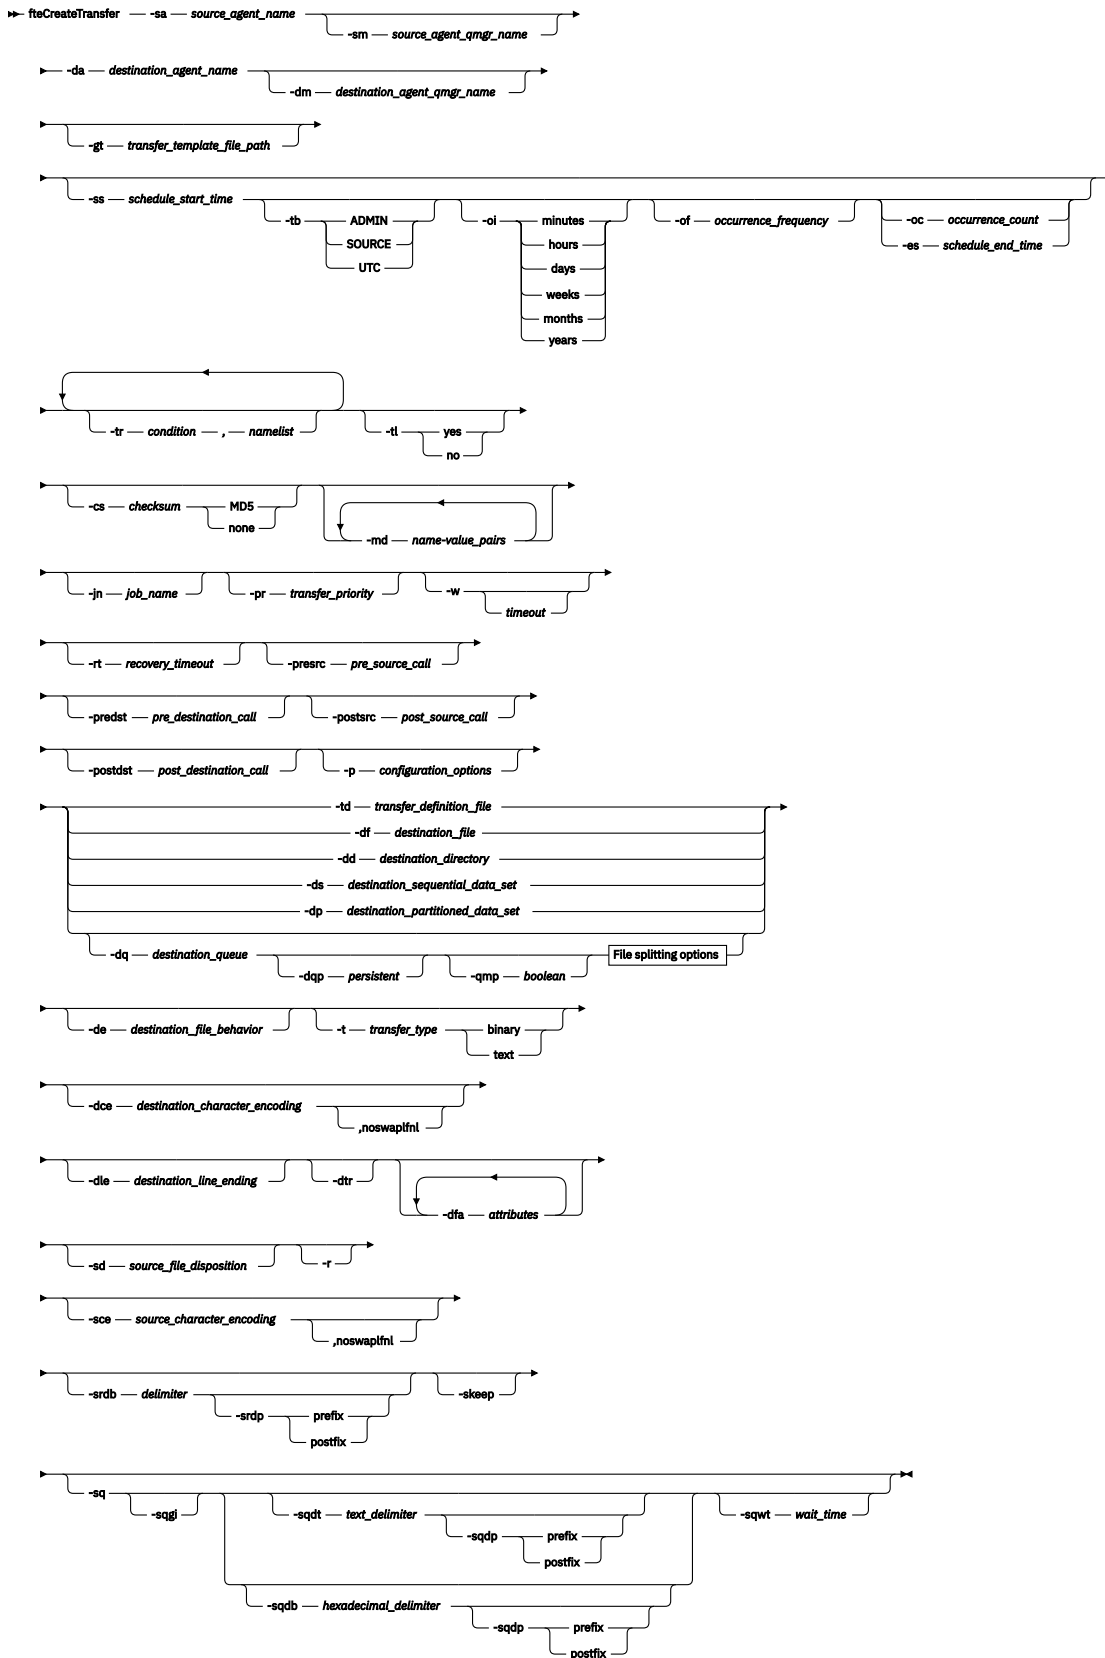 fteCreateTransfer -sa source_agent_name
-sm source_agent_qmgr_name
-da destination_agent_name
-dm destination_agent_qmgr_name
-gt transfer_template_file_path
-ss schedule_start_time
-tb ADMIN -oi minutes -of occurrence_frequency -oc occurrence_count
SOURCE hours -es schedule_end_time
UTC days
weeks
months
years
-tr condition , namelist -tl yes
no
-cs checksum MD5
none
-md name-value_pairs
-jn job_name -pr transfer_priority -w
timeout
-rt recovery_timeout -presrc pre_source_call
-predst pre_destination_call -postsrc post_source_call
-postdst post_destination_call -p configuration_options
-td transfer_definition_file
-df destination_file
-dd destination_directory
-ds destination_sequential_data_set
-dp destination_partitioned_data_set
-dq destination_queue File splitting options
-dqp persistent -qmp boolean
-de destination_file_behavior -t transfer_type binary
text
-dce destination_character_encoding
,noswaplfnl
-dle destination_line_ending -dtr
-dfa attributes
-sd source_file_disposition -r
-sce source_character_encoding
,noswaplfnl
-srdb delimiter -skeep
-srdp prefix
postfix
-sq
-sqgi -sqdt text_delimiter -sqwt wait_time
-sqdp prefix
postfix
-sqdb hexadecimal_delimiter
-sqdp prefix
postfix